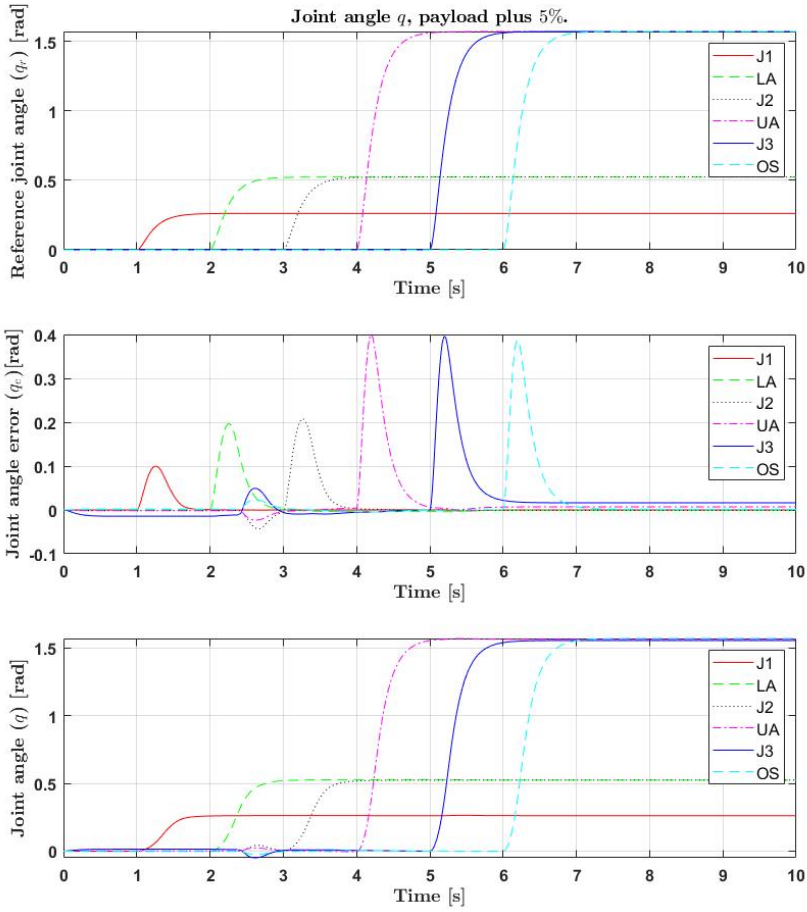 Joint angle q, payload plus 5%.
Reference joint angle (qᵣ) [rad]
1.5
1
0.5
0
J1
LA
J2
UA
J3
OS
0 1 2 3 4 5 6 7 8 9 10
Time [s]
Joint angle error (qₑ)[rad]
0.4
0.3
0.2
0.1
0
-0.1
J1
LA
J2
UA
J3
OS
0 1 2 3 4 5 6 7 8 9 10
Time [s]
Joint angle (q) [rad]
1.5
1
0.5
0
J1
LA
J2
UA
J3
OS
0 1 2 3 4 5 6 7 8 9 10
Time [s]